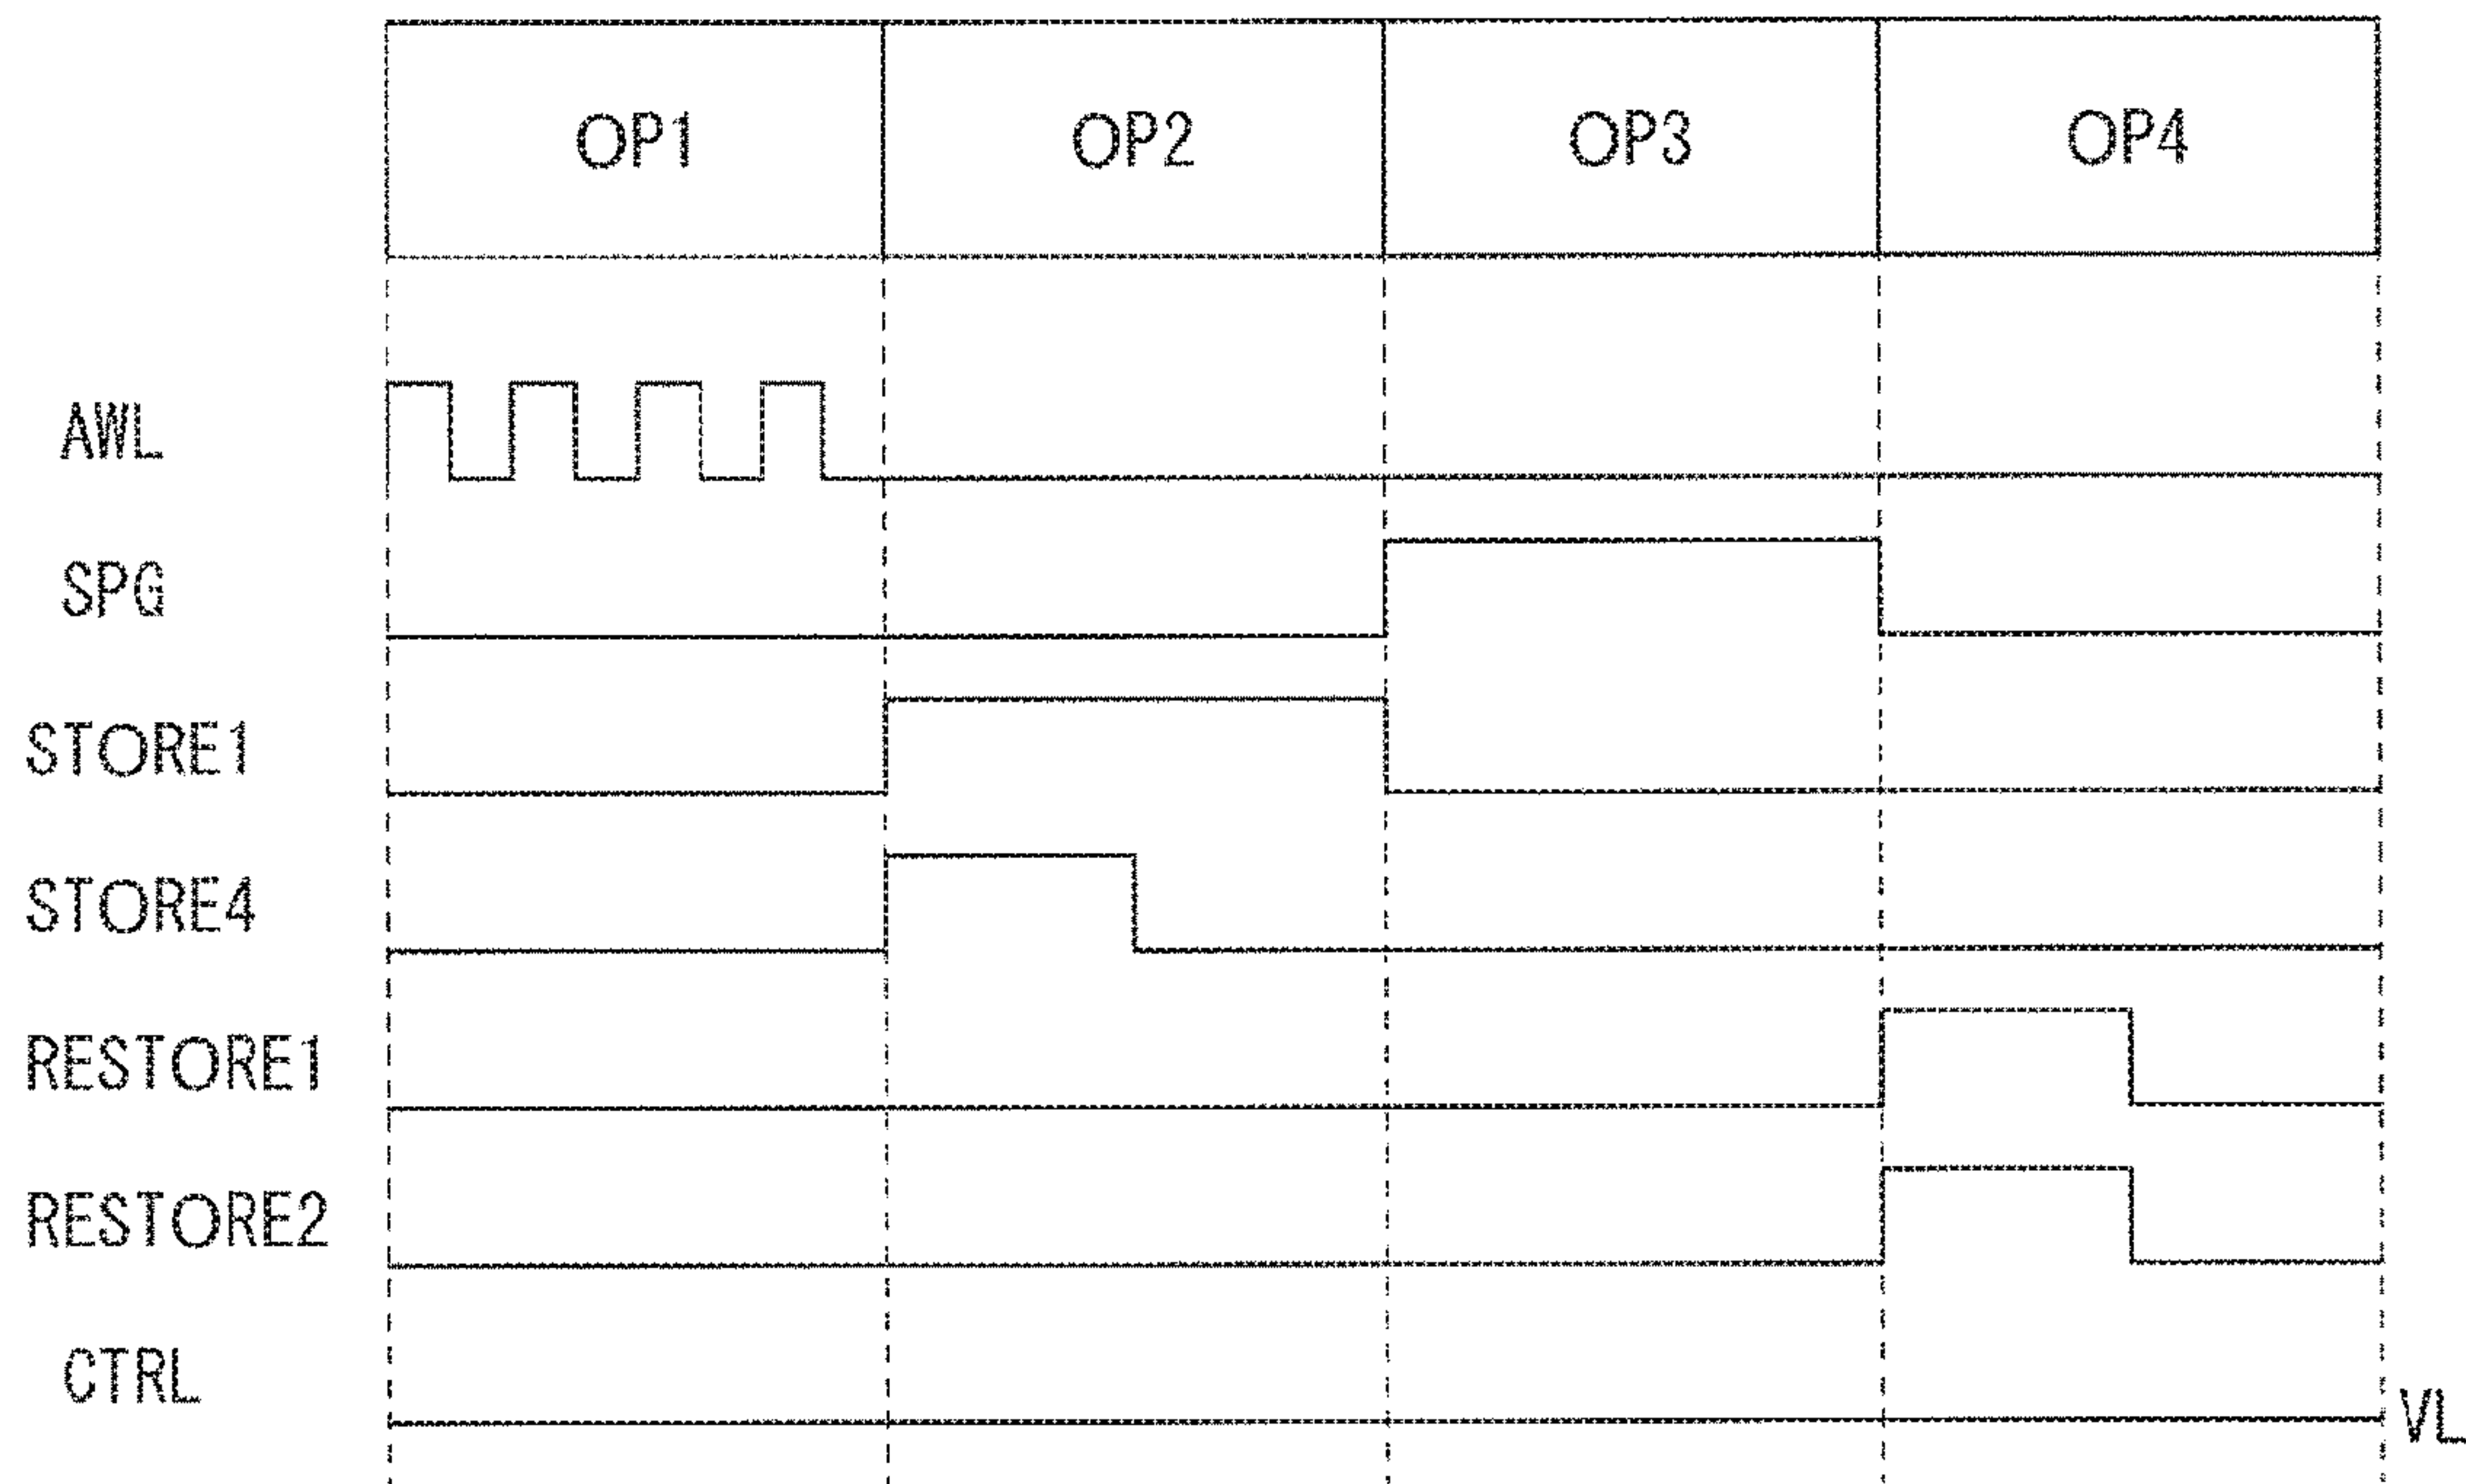 OP1 OP2 OP3 OP4
AWL
SPG
STORE1
STORE4
RESTORE1
RESTORE2
CTRL
VL